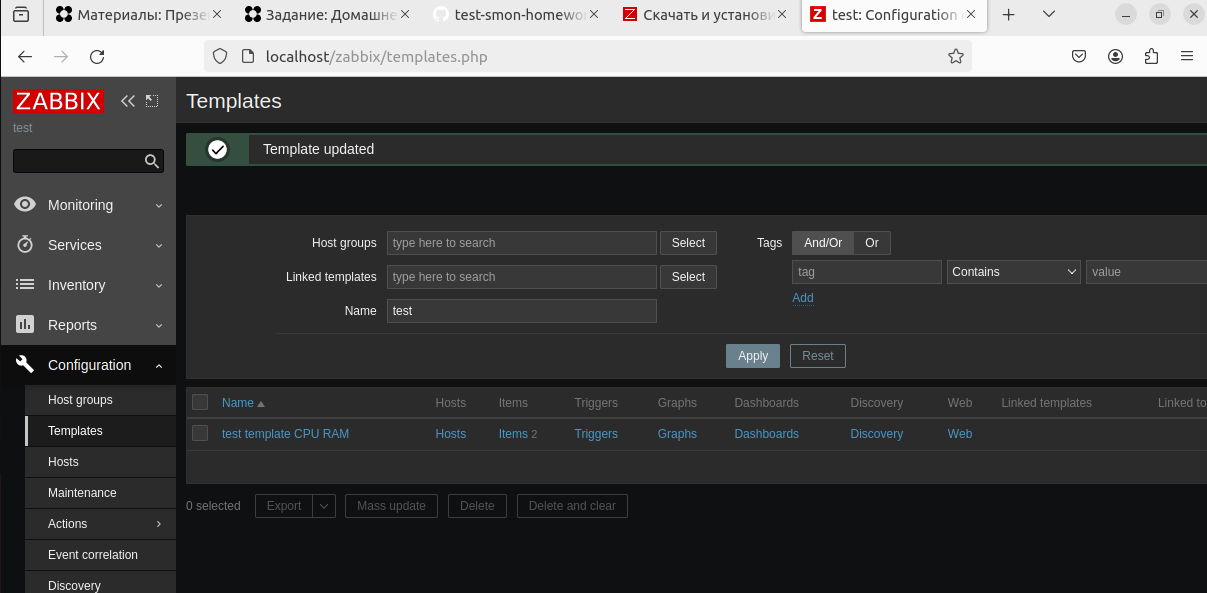 Материалы: Презе
Задание: Домашне
test-smon-homewor
Скачать и установи
Z test: Configuration
localhost/zabbix/templates.php
ZABBIX
test
Templates
Template updated
Monitoring
Services
Inventory
Reports
Configuration
Host groups
Templates
Hosts
Maintenance
Actions
Event correlation
Discovery
Host groups type here to search Select
Linked templates type here to search Select
Name test
Tags And/Or Or
tag Contains value
Add
Apply Reset
Name Hosts Items Triggers Graphs Dashboards Discovery Web Linked templates Linked to
test template CPU RAM Hosts Items 2 Triggers Graphs Dashboards Discovery Web
0 selected Export Mass update Delete Delete and clear